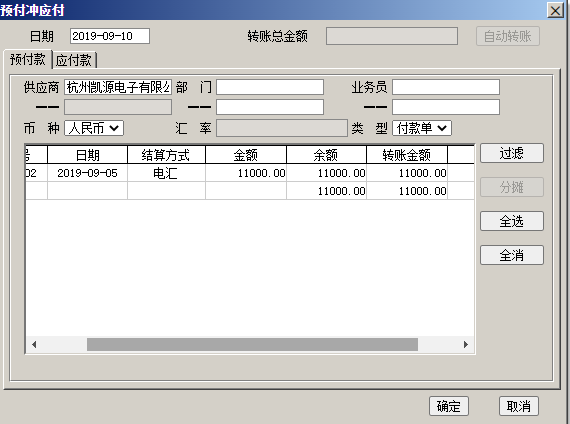 预付冲应付
日期 2019-09-10 转账总金额 自动转账
预付款 应付款
供应商 杭州凯源电子有限公 部 门 业务员
币 种 人民币 汇 率 类 型 付款单
日期 结算方式 金额 余额 转账金额 过滤
02 2019-09-05 电汇 11000.00 11000.00 11000.00
11000.00 11000.00 分摊
全选
全消
确定 取消